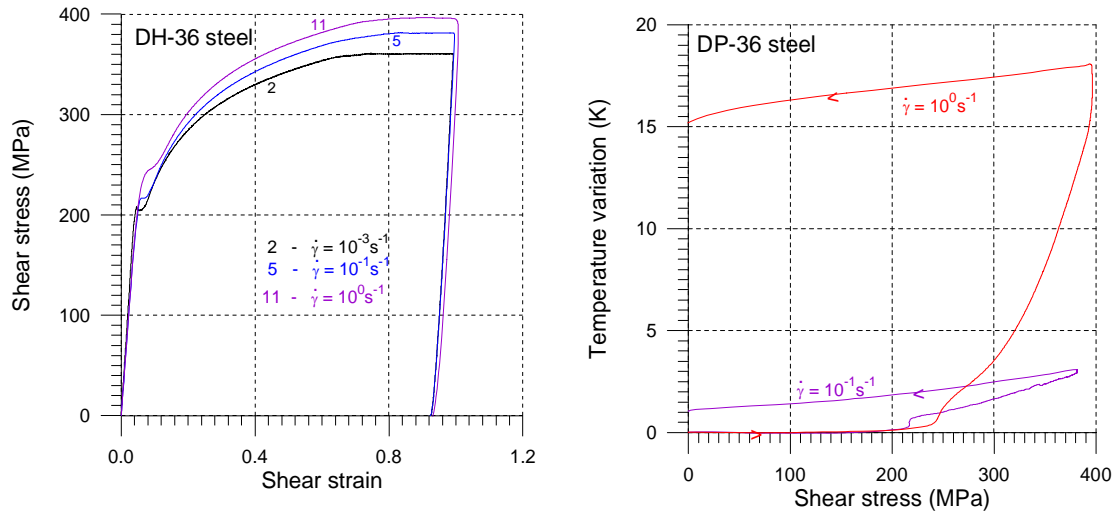 DH-36 steel
11
5
2
2 - γ̇ = 10⁻³s⁻¹
5 - γ̇ = 10⁻¹s⁻¹
11 - γ̇ = 10⁰s⁻¹
400
300
200
100
0
0.0 0.4 0.8 1.2
Shear strain
Shear stress (MPa)
DP-36 steel
γ̇ = 10⁰s⁻¹
γ̇ = 10⁻¹s⁻¹
20
15
10
5
0
0 100 200 300 400
Shear stress (MPa)
Temperature variation (K)